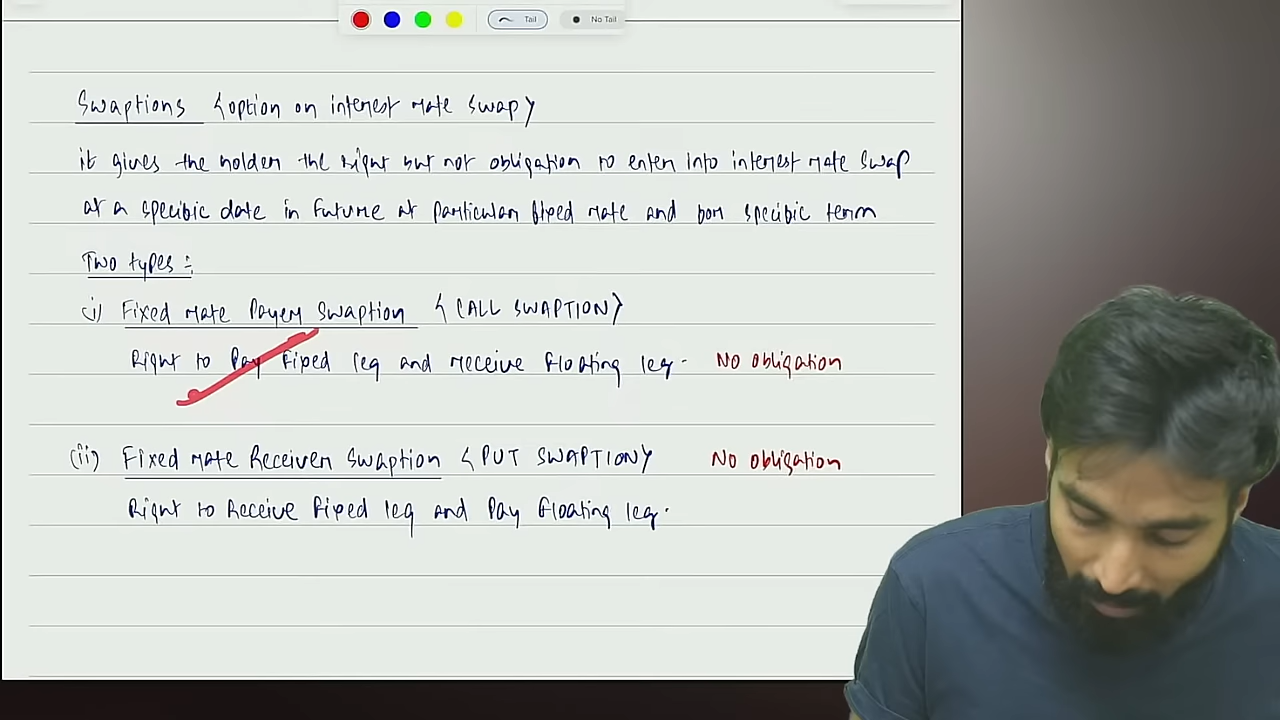 Tail
No Tail
Swaptions {option on interest rate swap}
it gives the holder the right but not obligation to enter into interest rate swap
at a specific date in future at particular fixed rate and for specific term
Two types :-
(i) Fixed rate Payer Swaption {CALL SWAPTION}
Right to Pay fixed leg and receive floating leg. No obligation
(ii) Fixed rate Receiver Swaption {PUT SWAPTION} No obligation
Right to Receive fixed leg and Pay floating leg.